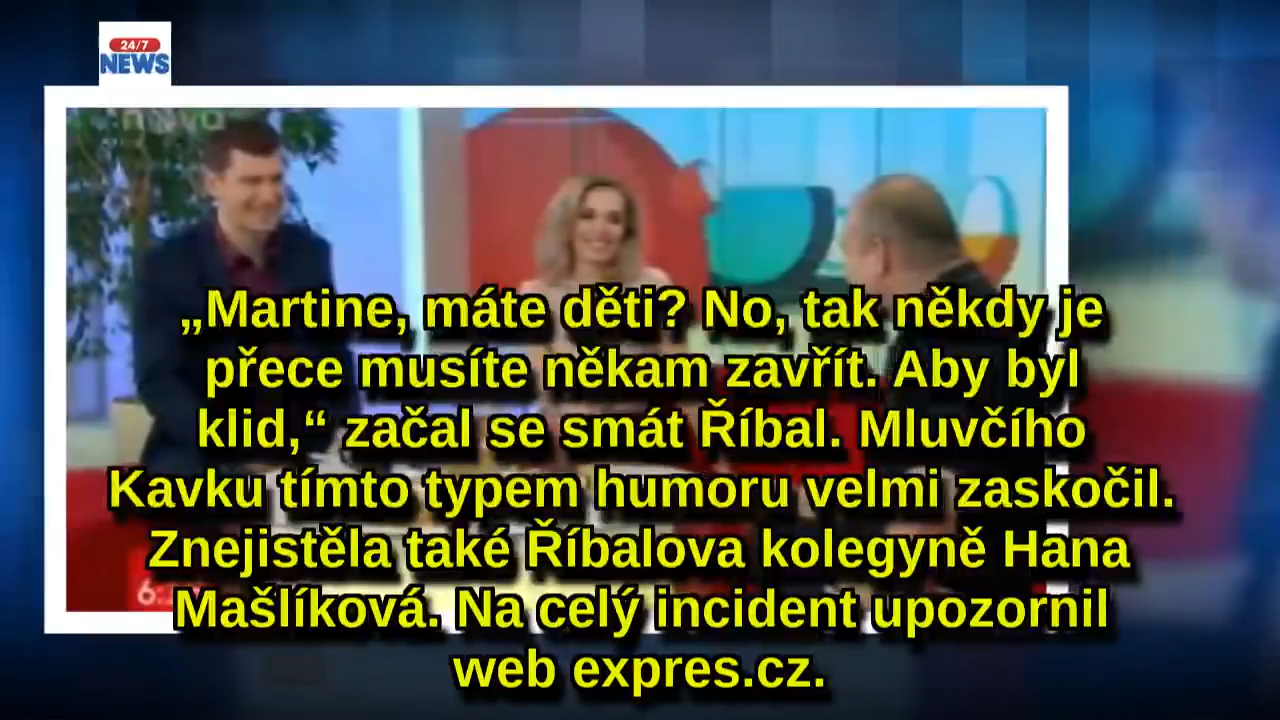 24/7
NEWS
nova
„Martine, máte děti? No, tak někdy je
přece musíte někam zavřít. Aby byl
klid,“ začal se smát Říbal. Mluvčího
Kavku tímto typem humoru velmi zaskočil.
Znejistěla také Říbalova kolegyně Hana
Mašlíková. Na celý incident upozornil
web expres.cz.